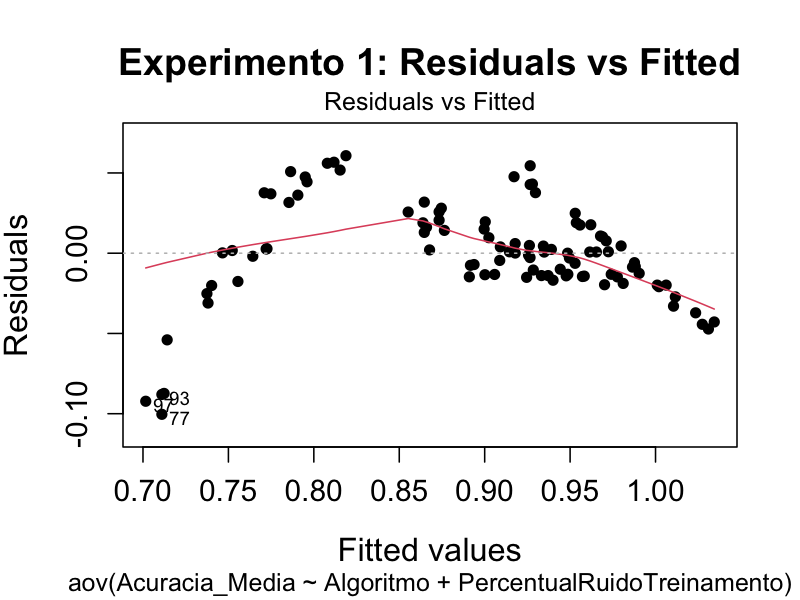 Experimento 1: Residuals vs Fitted
Residuals vs Fitted
Residuals
0.00
-0.10
93
97
77
0.70 0.75 0.80 0.85 0.90 0.95 1.00
Fitted values
aov(Acuracia_Media ~ Algoritmo + PercentualRuidoTreinamento)